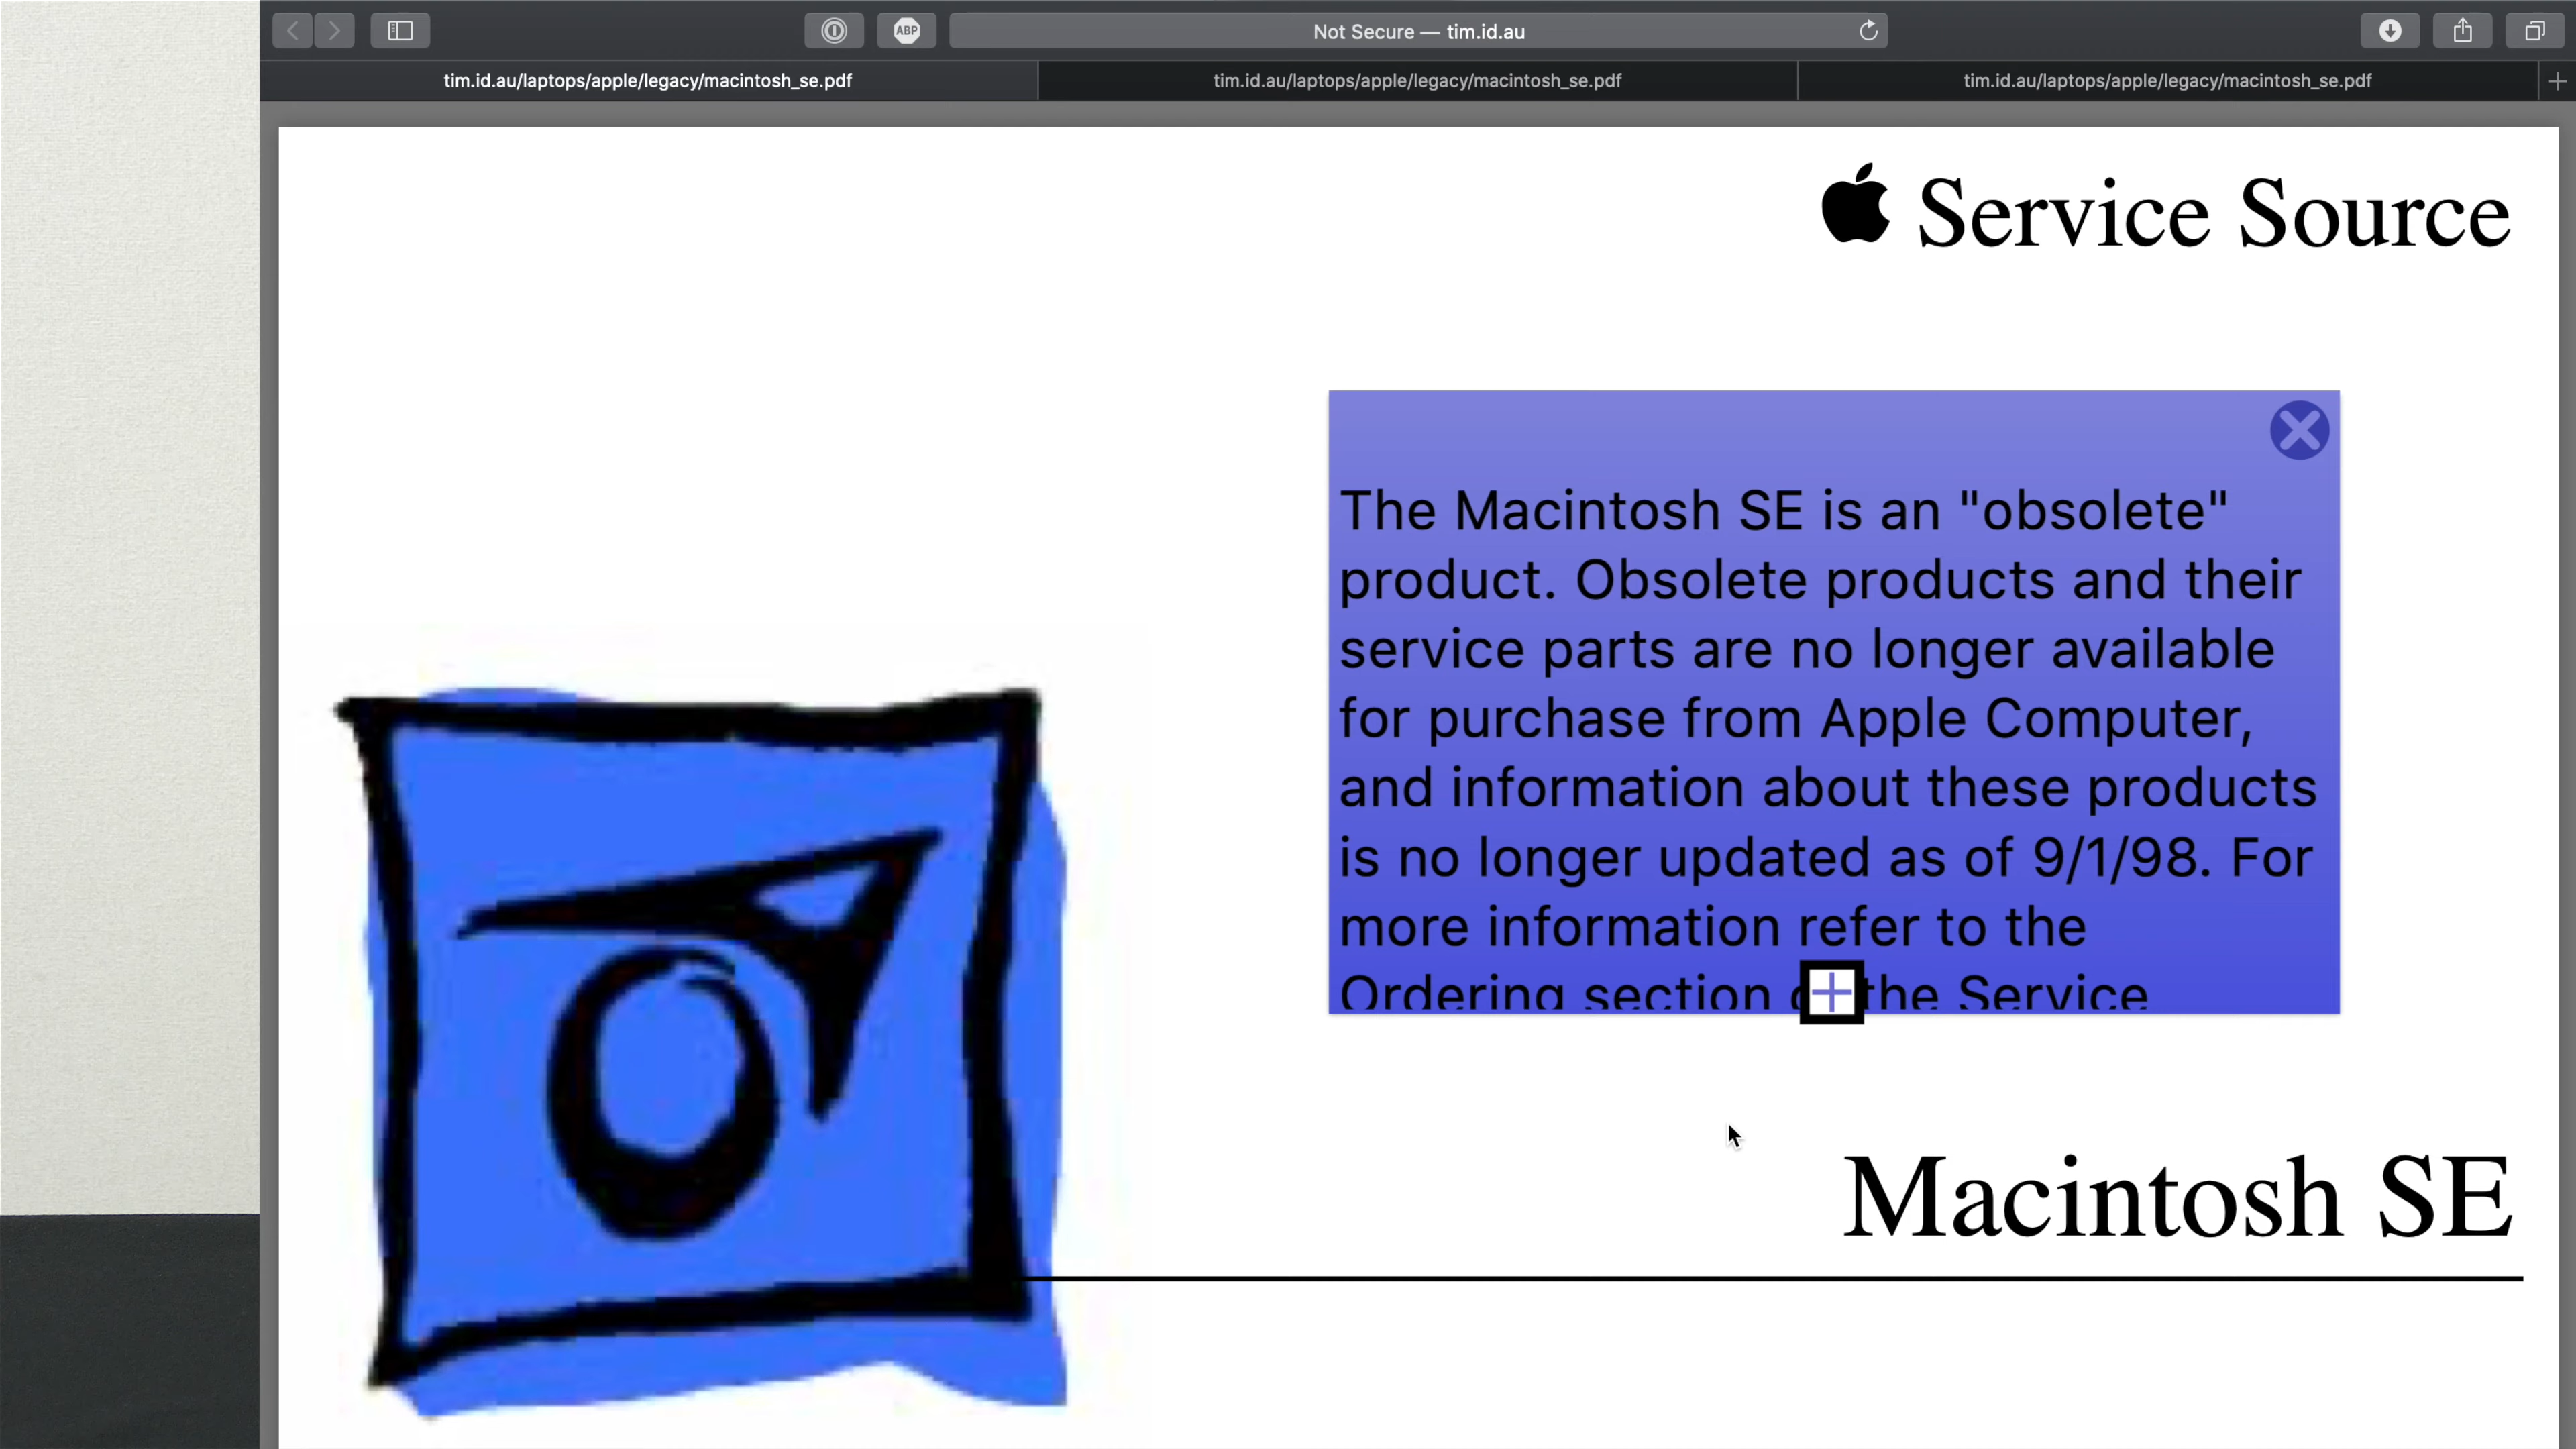 ABP
Not Secure — tim.id.au
tim.id.au/laptops/apple/legacy/macintosh_se.pdf
tim.id.au/laptops/apple/legacy/macintosh_se.pdf
tim.id.au/laptops/apple/legacy/macintosh_se.pdf
Service Source
The Macintosh SE is an "obsolete"
product. Obsolete products and their
service parts are no longer available
for purchase from Apple Computer,
and information about these products
is no longer updated as of 9/1/98. For
more information refer to the
Ordering section the Service
Macintosh SE